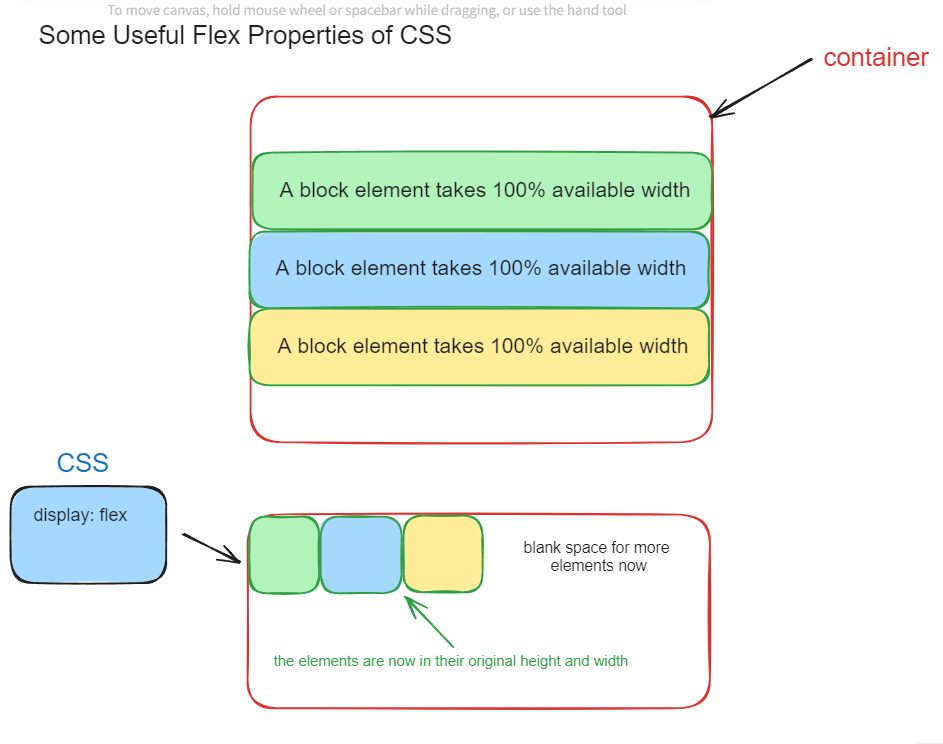 To move canvas, hold mouse wheel or spacebar while dragging, or use the hand tool
Some Useful Flex Properties of CSS
container
A block element takes 100% available width
A block element takes 100% available width
A block element takes 100% available width
CSS
display: flex
blank space for more
elements now
the elements are now in their original height and width